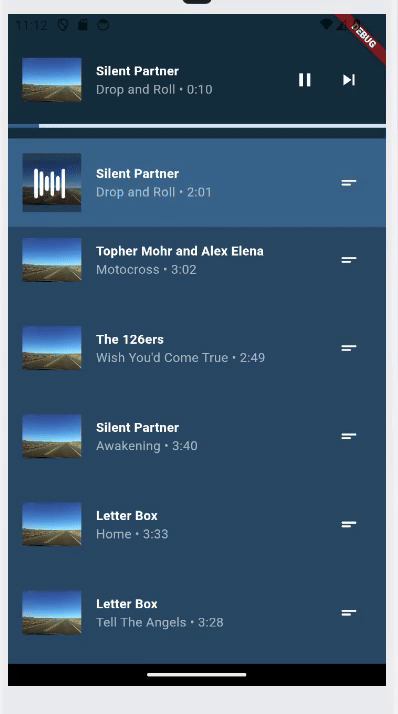 11:12
DEBUG
Silent Partner
Drop and Roll • 0:10
Silent Partner
Drop and Roll • 2:01
Topher Mohr and Alex Elena
Motocross • 3:02
The 126ers
Wish You'd Come True • 2:49
Silent Partner
Awakening • 3:40
Letter Box
Home • 3:33
Letter Box
Tell The Angels • 3:28